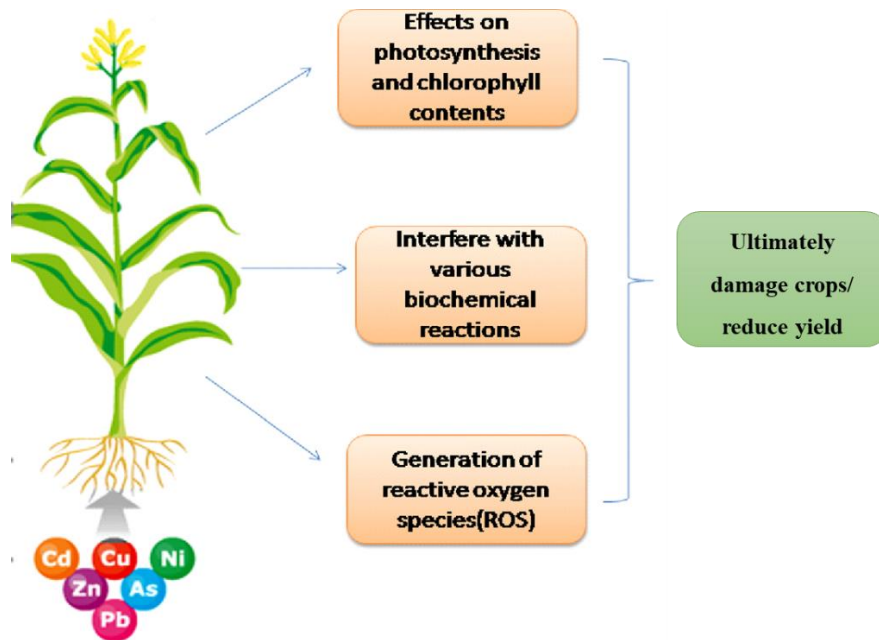 Effects on
photosynthesis
and chlorophyll
contents
Interfere with
various
biochemical
reactions
Ultimately
damage crops/
reduce yield
Generation of
reactive oxygen
species(ROS)
Cd Cu Ni
Zn As
Pb